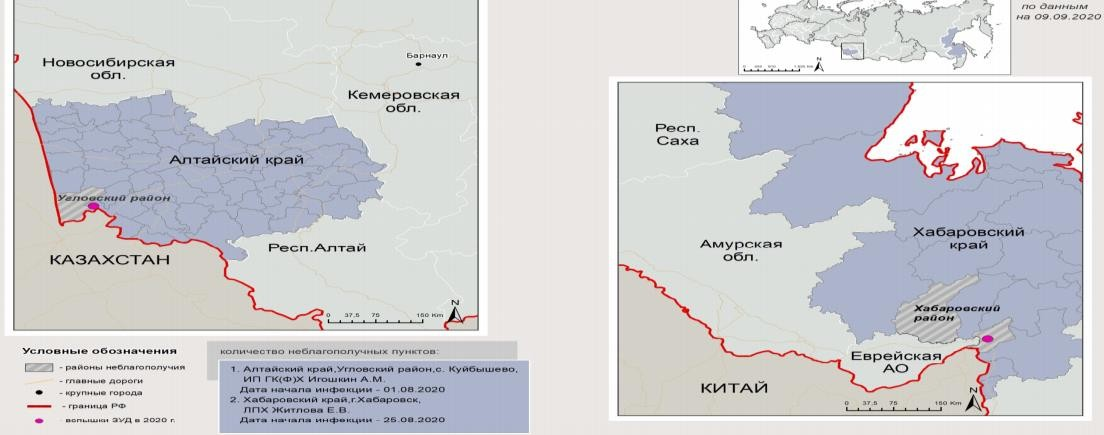 по данным
на 09.09.2020
Новосибирская
обл.
Барнаул
Кемеровская
обл.
Алтайский край
Угловский район
Респ.Алтай
КАЗАХСТАН
N
0 37.5 75 150 Km
Респ.
Саха
Хабаровский
край
Амурская
обл.
Хабаровский
район
Еврейская
АО
КИТАЙ
N
0 37.5 75 150 Km
Условные обозначения
- районы неблагополучия
- главные дороги
- крупные города
- граница РФ
- вспышки ЗУД в 2020 г.
количество неблагополучных пунктов:
1. Алтайский край,Угловский район,с. Куйбышево,
ИП ГК(Ф)Х Игошкин А.М.
Дата начала инфекции - 01.08.2020
2. Хабаровский край,г.Хабаровск,
ЛПХ Житлова Е.В.
Дата начала инфекции - 25.08.2020